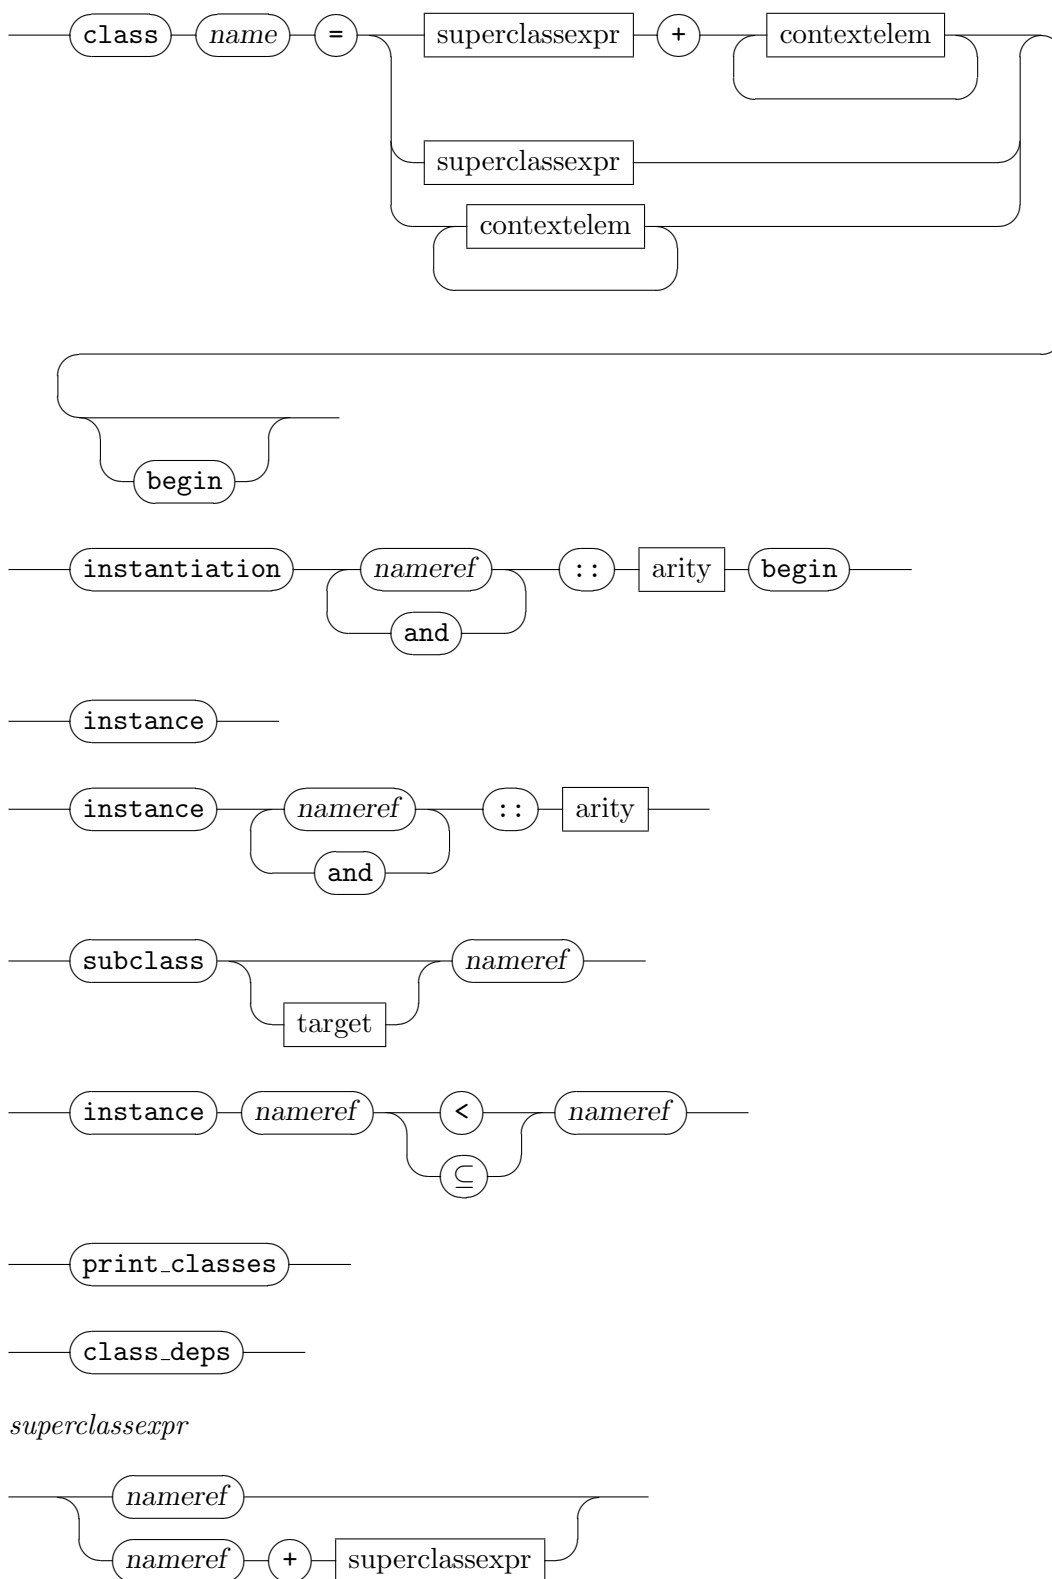 class name = superclassexpr + contextelem
superclassexpr
contextelem
begin
instantiation nameref :: arity begin
and
instance
instance nameref :: arity
and
subclass nameref
target
instance nameref < nameref
⊆
print_classes
class_deps
superclassexpr
nameref
nameref + superclassexpr